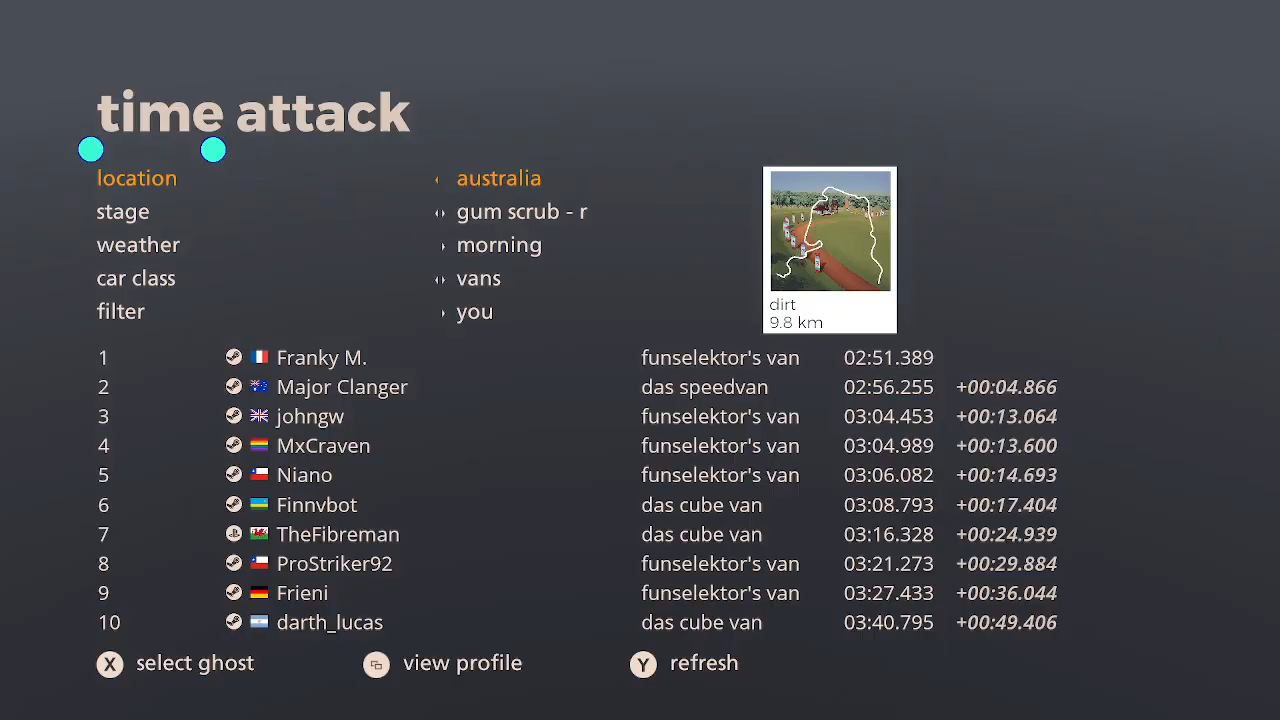 time attack
location australia
stage gum scrub - r
weather morning
car class vans
filter you
dirt
9.8 km
1 Franky M. funselektor's van 02:51.389
2 Major Clanger das speedvan 02:56.255 +00:04.866
3 johngw funselektor's van 03:04.453 +00:13.064
4 MxCraven funselektor's van 03:04.989 +00:13.600
5 Niano funselektor's van 03:06.082 +00:14.693
6 Finnvbot das cube van 03:08.793 +00:17.404
7 TheFibreman das cube van 03:16.328 +00:24.939
8 ProStriker92 funselektor's van 03:21.273 +00:29.884
9 Frieni funselektor's van 03:27.433 +00:36.044
10 darth_lucas das cube van 03:40.795 +00:49.406
X select ghost view profile Y refresh